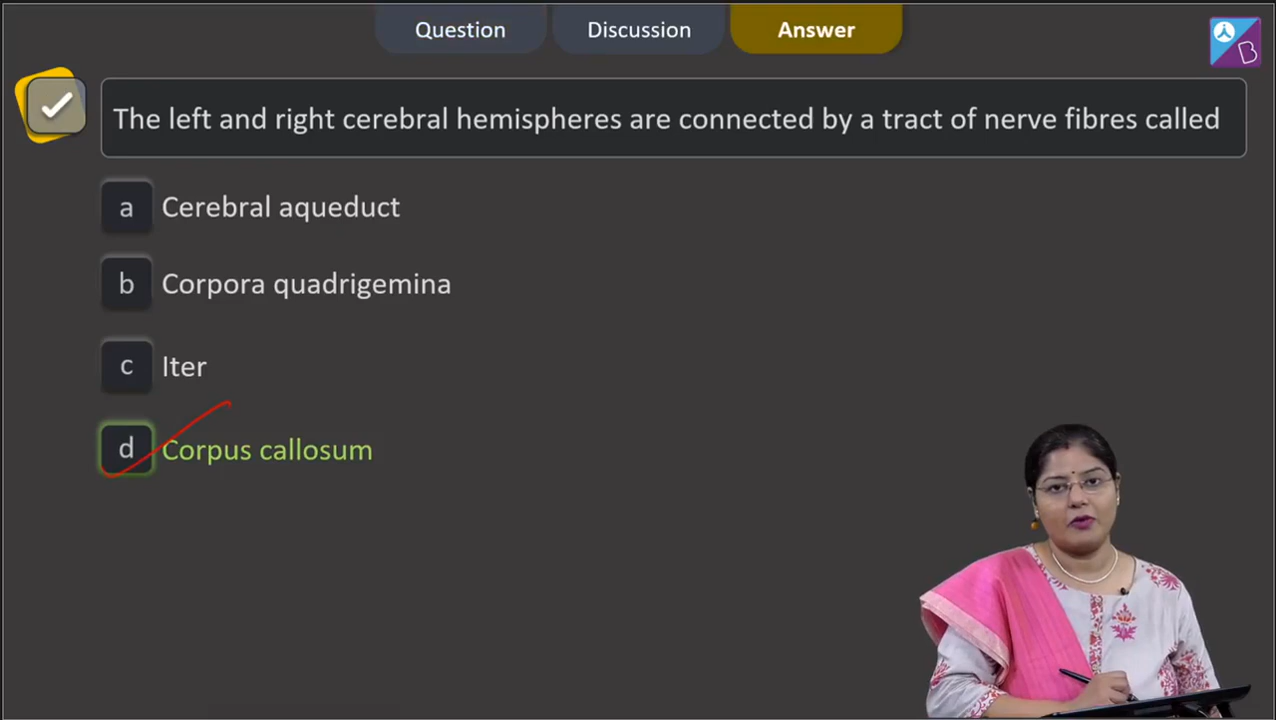 Question Discussion Answer
B
The left and right cerebral hemispheres are connected by a tract of nerve fibres called
a Cerebral aqueduct
b Corpora quadrigemina
c Iter
d Corpus callosum